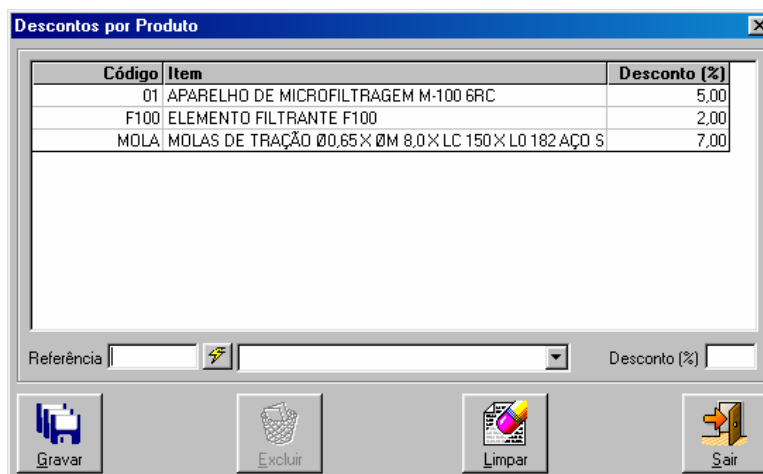 Descontos por Produto
Código Item Desconto (%)
01 APARELHO DE MICROFILTRAGEM M-100 6RC 5,00
F100 ELEMENTO FILTRANTE F100 2,00
MOLA MOLAS DE TRAÇÃO Ø0,65 X ØM 8,0 X LC 150 X L0 182 AÇO S 7,00
Referência Desconto (%)
Gravar Excluir Limpar Sair